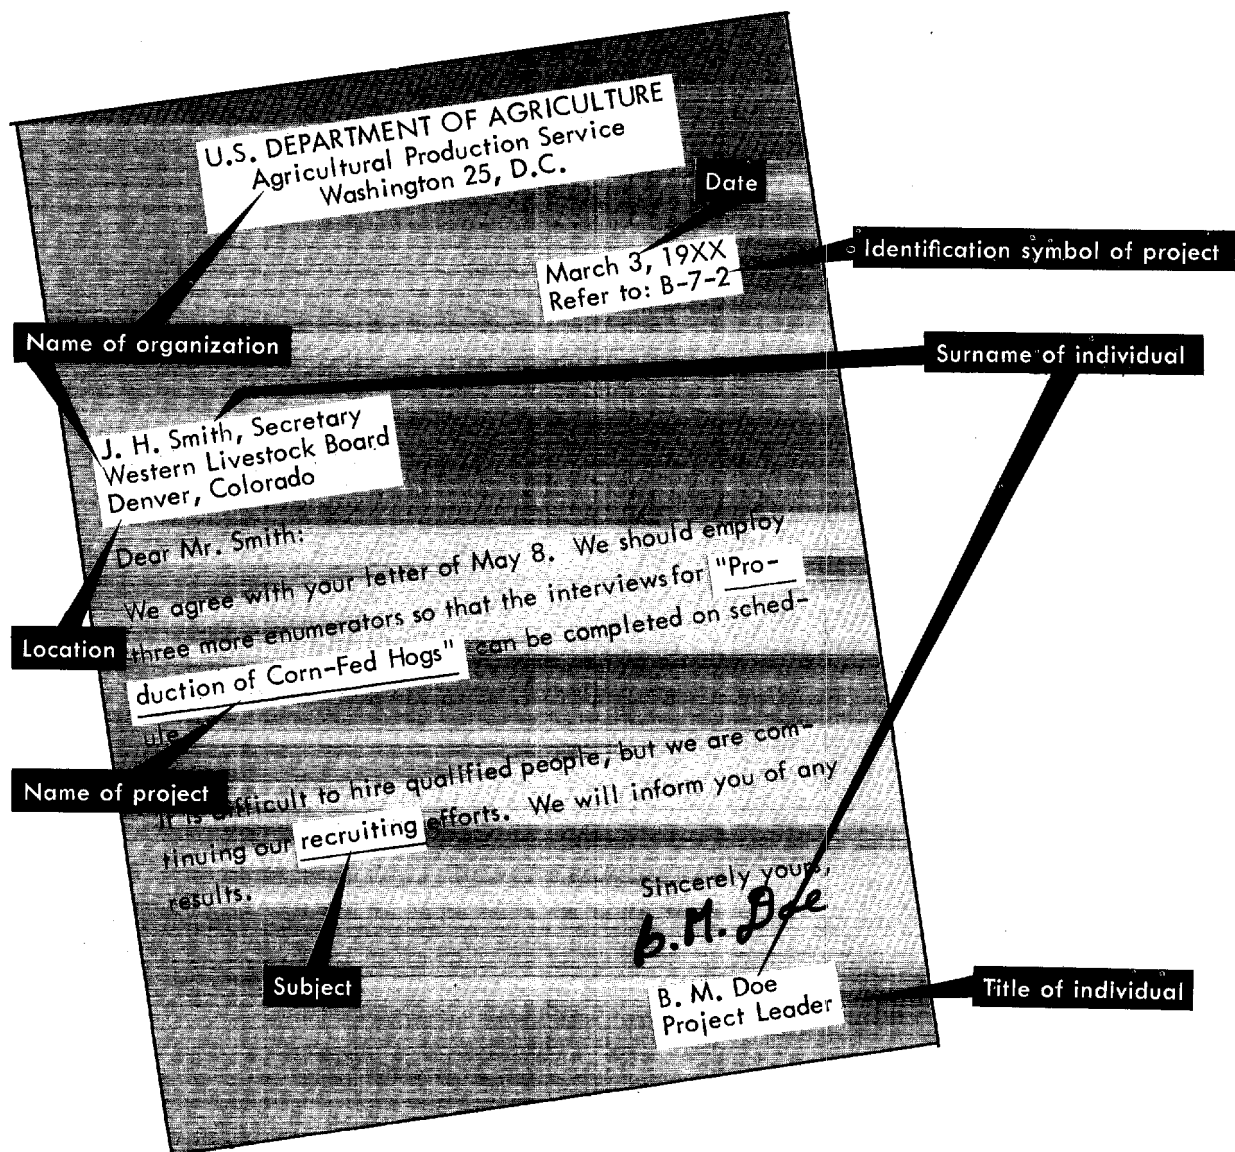 U.S. DEPARTMENT OF AGRICULTURE
Agricultural Production Service
Washington 25, D.C.
Date
March 3, 19XX
Refer to: B-7-2
Identification symbol of project
Name of organization
Surname of individual
J. H. Smith, Secretary
Western Livestock Board
Denver, Colorado
Dear Mr. Smith:
We agree with your letter of May 8. We should employ
three more enumerators so that the interviews for "Pro-
Location
duction of Corn-Fed Hogs" can be completed on sched-
ule.
Name of project
It is difficult to hire qualified people, but we are con-
tinuing our recruiting efforts. We will inform you of any
results.
Sincerely yours,
B. M. Doe
Subject
B. M. Doe
Project Leader
Title of individual